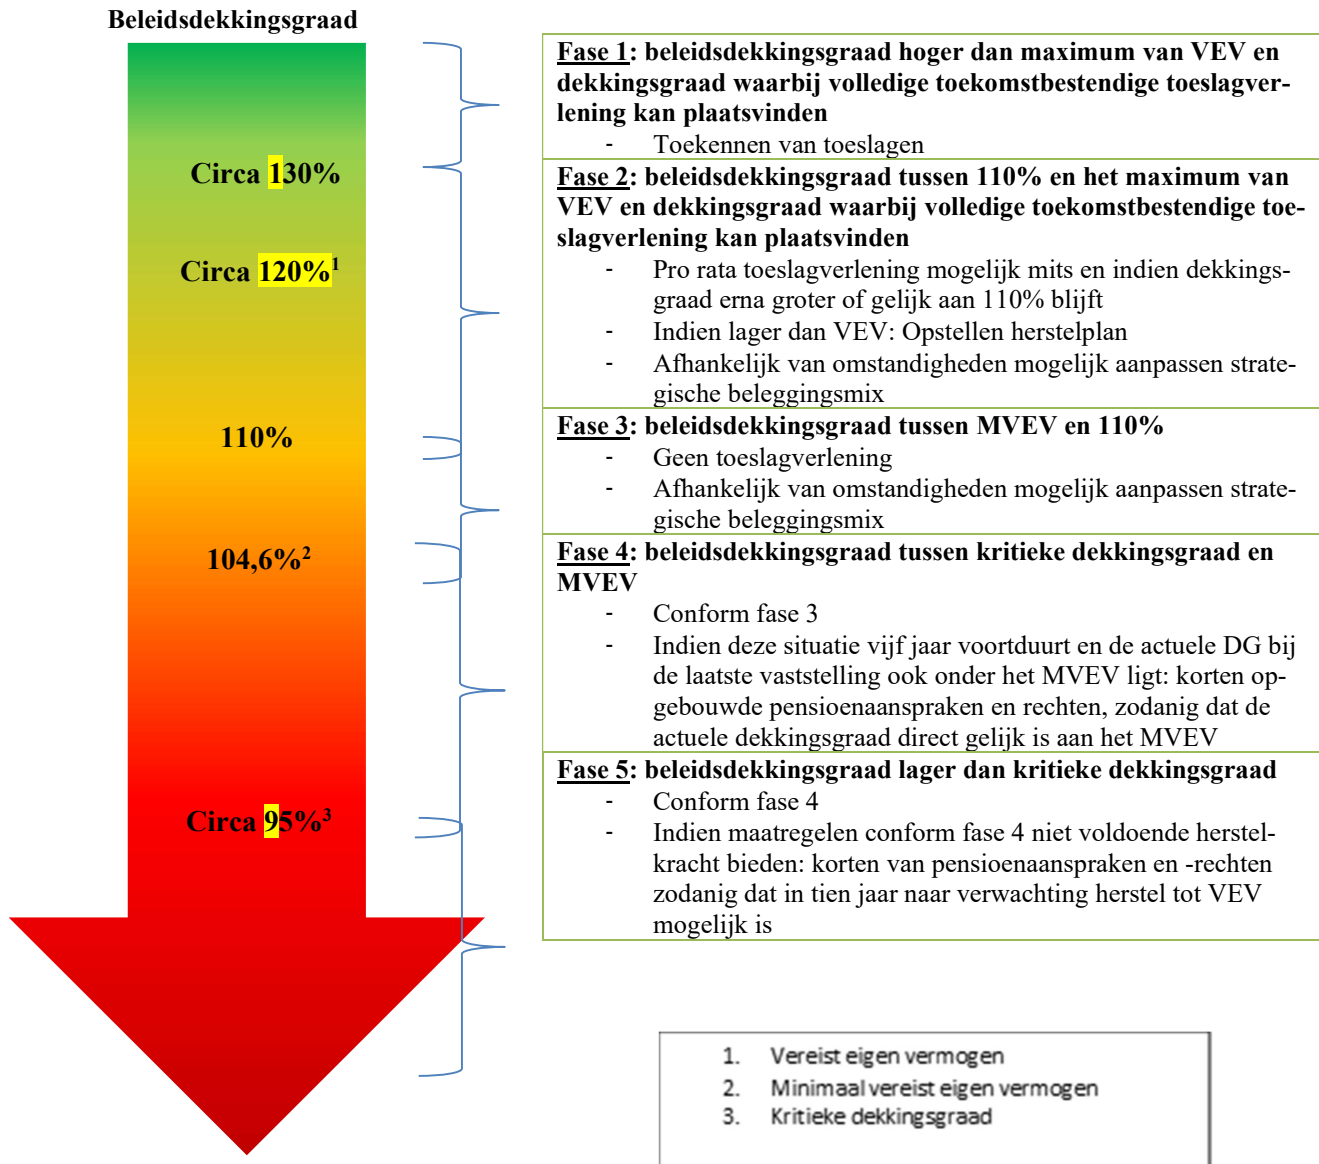 Beleidsdekkingsgraad
Circa 130%
Circa 120%¹
110%
104,6%²
Circa 95%³
Fase 1: beleidsdekkingsgraad hoger dan maximum van VEV en
dekkingsgraad waarbij volledige toekomstbestendige toeslagver-
lening kan plaatsvinden
- Toekennen van toeslagen
Fase 2: beleidsdekkingsgraad tussen 110% en het maximum van
VEV en dekkingsgraad waarbij volledige toekomstbestendige toe-
slagverlening kan plaatsvinden
- Pro rata toeslagverlening mogelijk mits en indien dekkings-
graad erna groter of gelijk aan 110% blijft
- Indien lager dan VEV: Opstellen herstelplan
- Afhankelijk van omstandigheden mogelijk aanpassen strate-
gische beleggingsmix
Fase 3: beleidsdekkingsgraad tussen MVEV en 110%
- Geen toeslagverlening
- Afhankelijk van omstandigheden mogelijk aanpassen strate-
gische beleggingsmix
Fase 4: beleidsdekkingsgraad tussen kritieke dekkingsgraad en
MVEV
- Conform fase 3
- Indien deze situatie vijf jaar voortduurt en de actuele DG bij
de laatste vaststelling ook onder het MVEV ligt: korten op-
gebouwde pensioenaanspraken en rechten, zodanig dat de
actuele dekkingsgraad direct gelijk is aan het MVEV
Fase 5: beleidsdekkingsgraad lager dan kritieke dekkingsgraad
- Conform fase 4
- Indien maatregelen conform fase 4 niet voldoende herstel-
kracht bieden: korten van pensioenaanspraken en -rechten
zodanig dat in tien jaar naar verwachting herstel tot VEV
mogelijk is
1. Vereist eigen vermogen
2. Minimaal vereist eigen vermogen
3. Kritieke dekkingsgraad